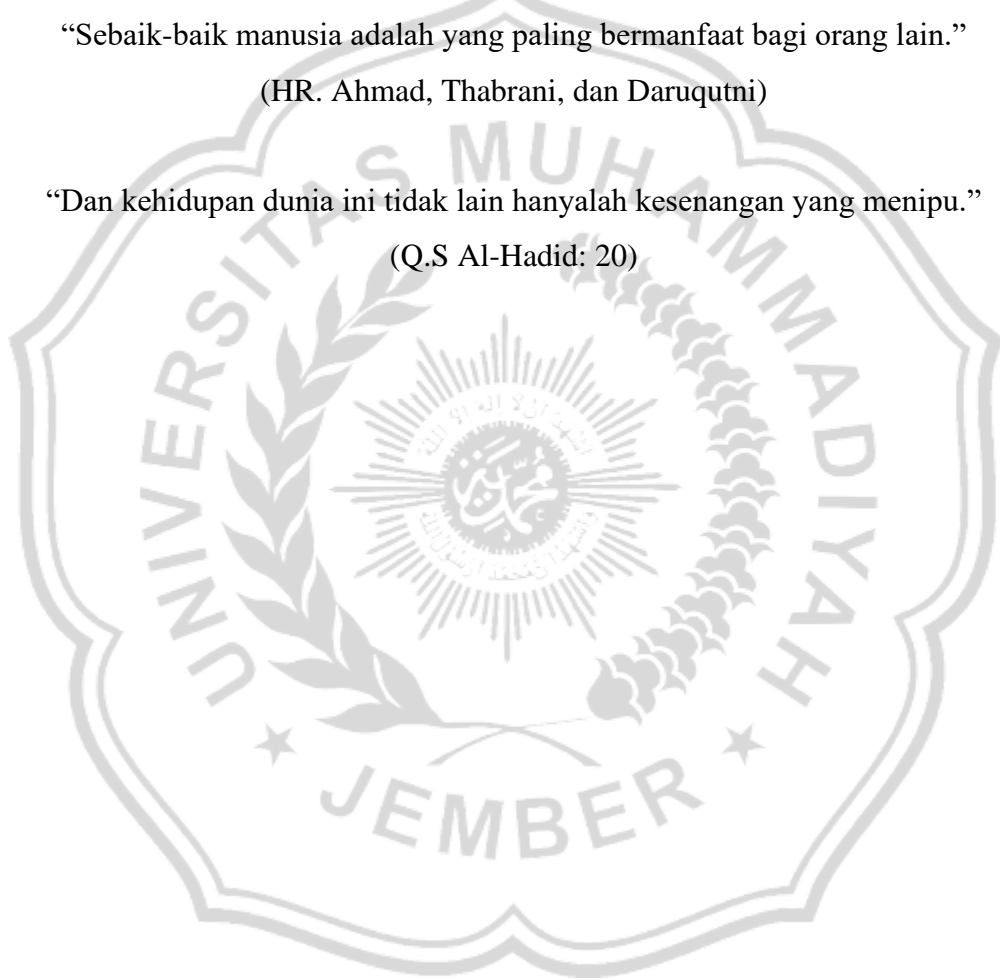 “Sebaik-baik manusia adalah yang paling bermanfaat bagi orang lain.”
(HR. Ahmad, Thabrani, dan Daruqutni)
“Dan kehidupan dunia ini tidak lain hanyalah kesenangan yang menipu.”
(Q.S Al-Hadid: 20)
UNIVERSITAS MUHAMMADIYAH
JEMBER